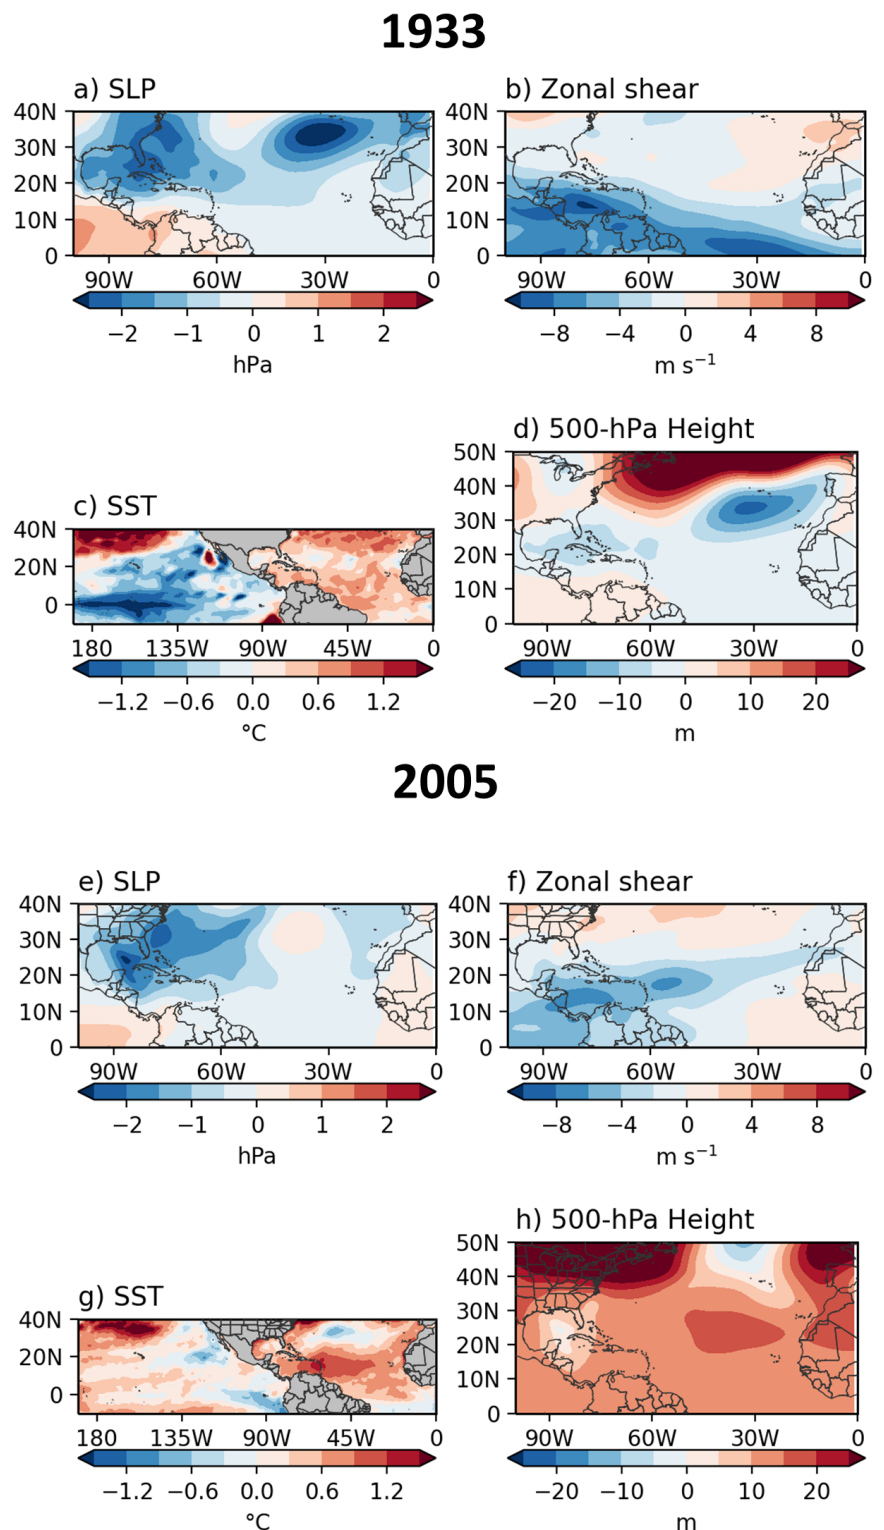 1933
a) SLP
b) Zonal shear
40N
30N
20N
10N
0
90W 60W 30W 0
−2 −1 0 1 2
hPa
40N
30N
20N
10N
0
90W 60W 30W 0
−8 −4 0 4 8
m s⁻¹
c) SST
40N
20N
0
180 135W 90W 45W 0
−1.2 −0.6 0.0 0.6 1.2
°C
d) 500-hPa Height
50N
40N
30N
20N
10N
0
90W 60W 30W 0
−20 −10 0 10 20
m
2005
e) SLP
40N
30N
20N
10N
0
90W 60W 30W 0
−2 −1 0 1 2
hPa
f) Zonal shear
40N
30N
20N
10N
0
90W 60W 30W 0
−8 −4 0 4 8
m s⁻¹
g) SST
40N
20N
0
180 135W 90W 45W 0
−1.2 −0.6 0.0 0.6 1.2
°C
h) 500-hPa Height
50N
40N
30N
20N
10N
0
90W 60W 30W 0
−20 −10 0 10 20
m